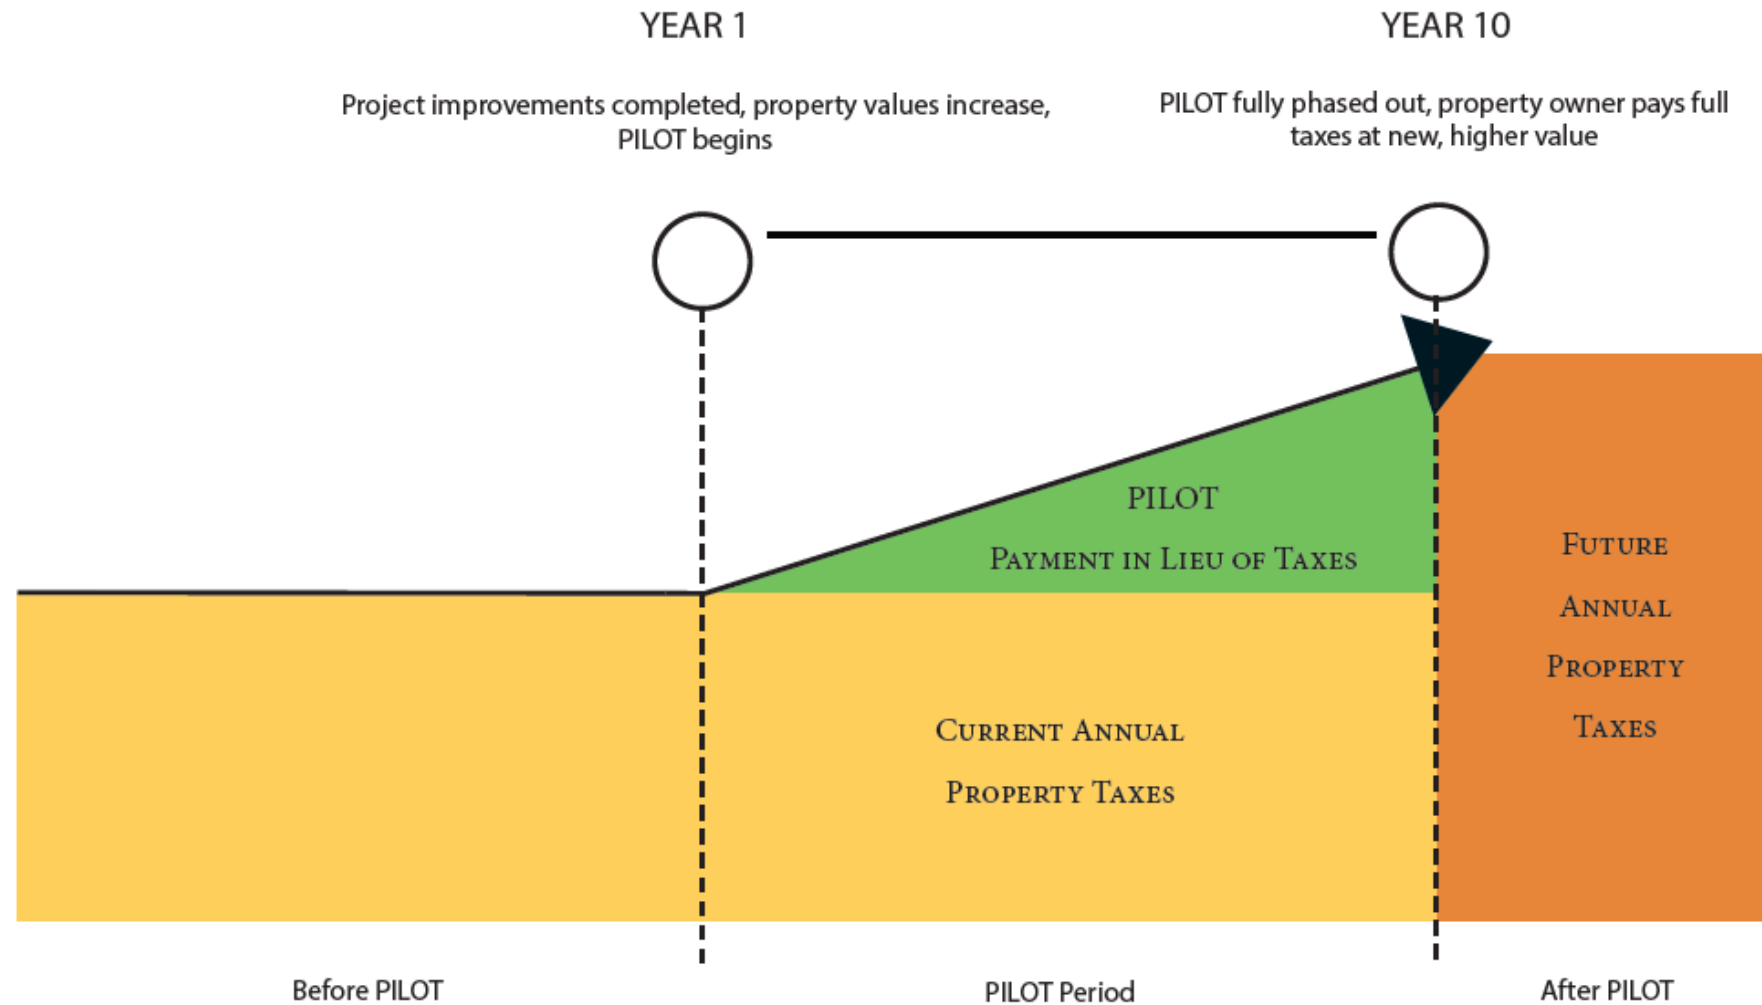 YEAR 1
Project improvements completed, property values increase,
PILOT begins
YEAR 10
PILOT fully phased out, property owner pays full
taxes at new, higher value
PILOT
Payment in Lieu of Taxes
Current Annual
Property Taxes
Future
Annual
Property
Taxes
Before PILOT
PILOT Period
After PILOT